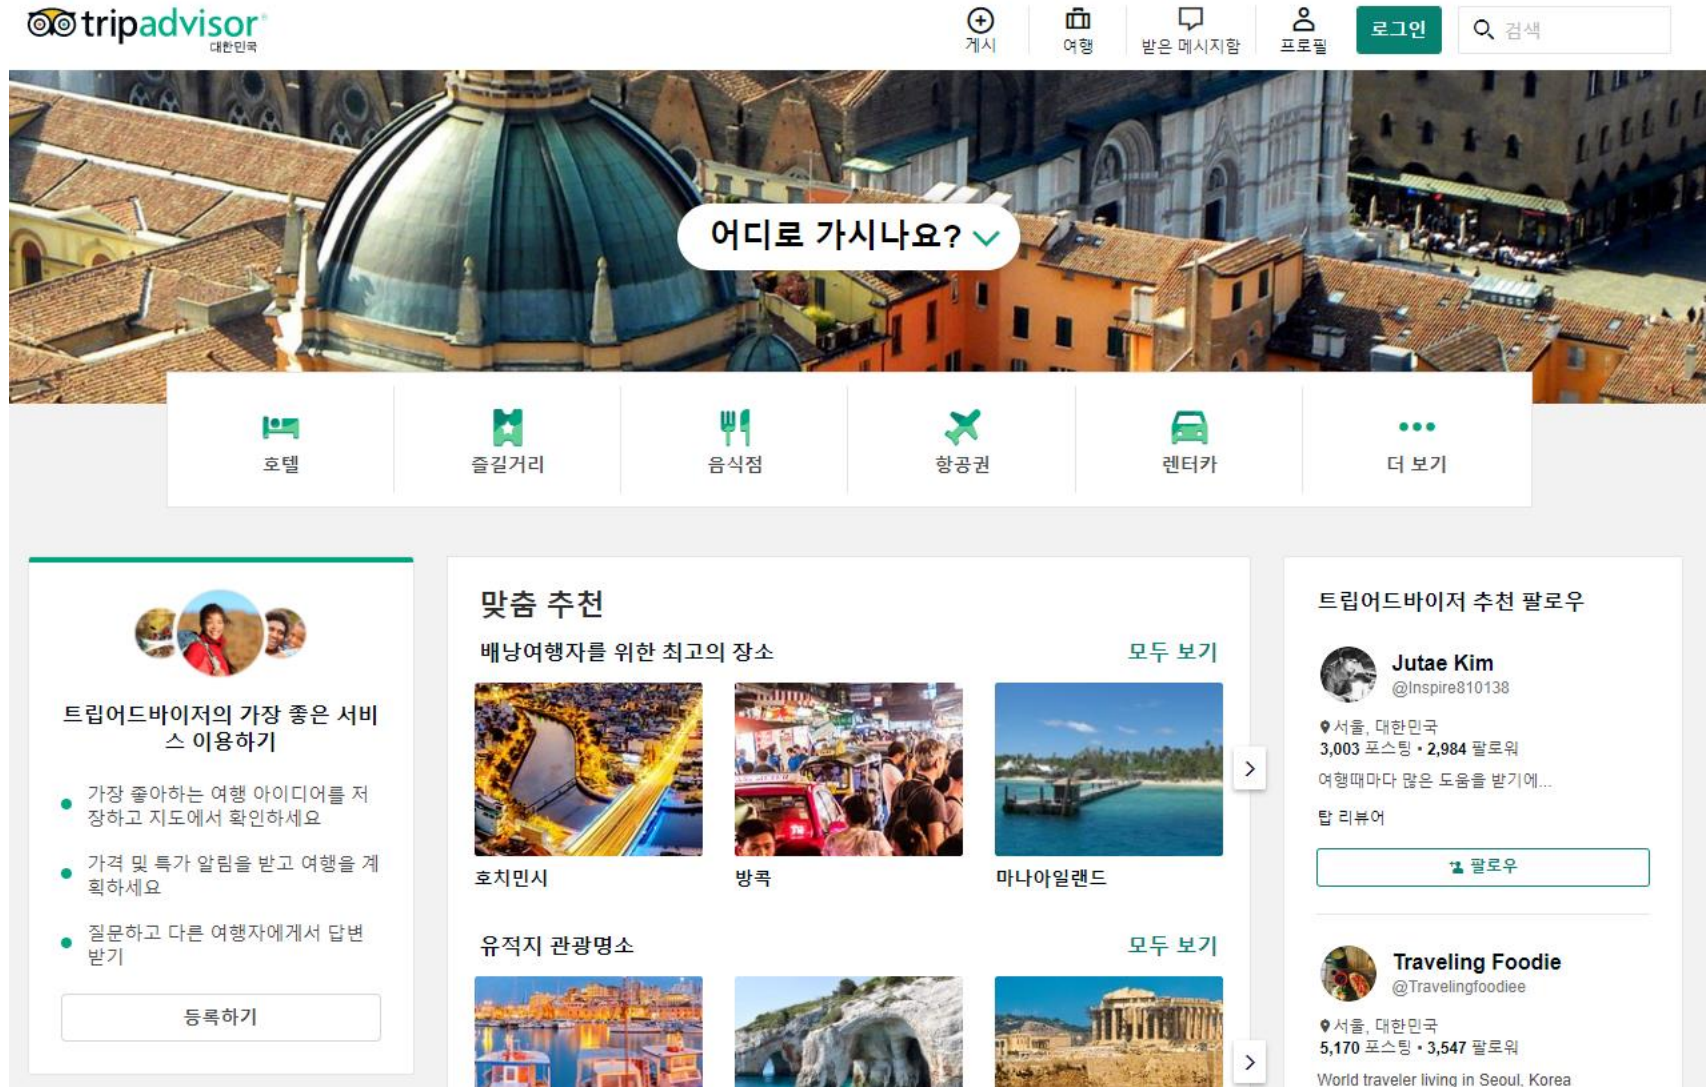 tripadvisor
대한민국
게시
여행
받은 메시지함
프로필
로그인
검색
어디로 가시나요?
호텔
즐길거리
음식점
항공권
렌터카
더 보기
트립어드바이저의 가장 좋은 서비
스 이용하기
가장 좋아하는 여행 아이디어를 저
장하고 지도에서 확인하세요
가격 및 특가 알림을 받고 여행을 계
획하세요
질문하고 다른 여행자에게서 답변
받기
등록하기
맞춤 추천
배낭여행자를 위한 최고의 장소
모두 보기
호치민시
방콕
마나아일랜드
유적지 관광명소
모두 보기
트립어드바이저 추천 팔로우
Jutae Kim
@Inspire810138
서울, 대한민국
3,003 포스팅 • 2,984 팔로워
여행때마다 많은 도움을 받기에...
탑 리뷰어
팔로우
Traveling Foodie
@Travelingfoodiee
서울, 대한민국
5,170 포스팅 • 3,547 팔로워
World traveler living in Seoul, Korea